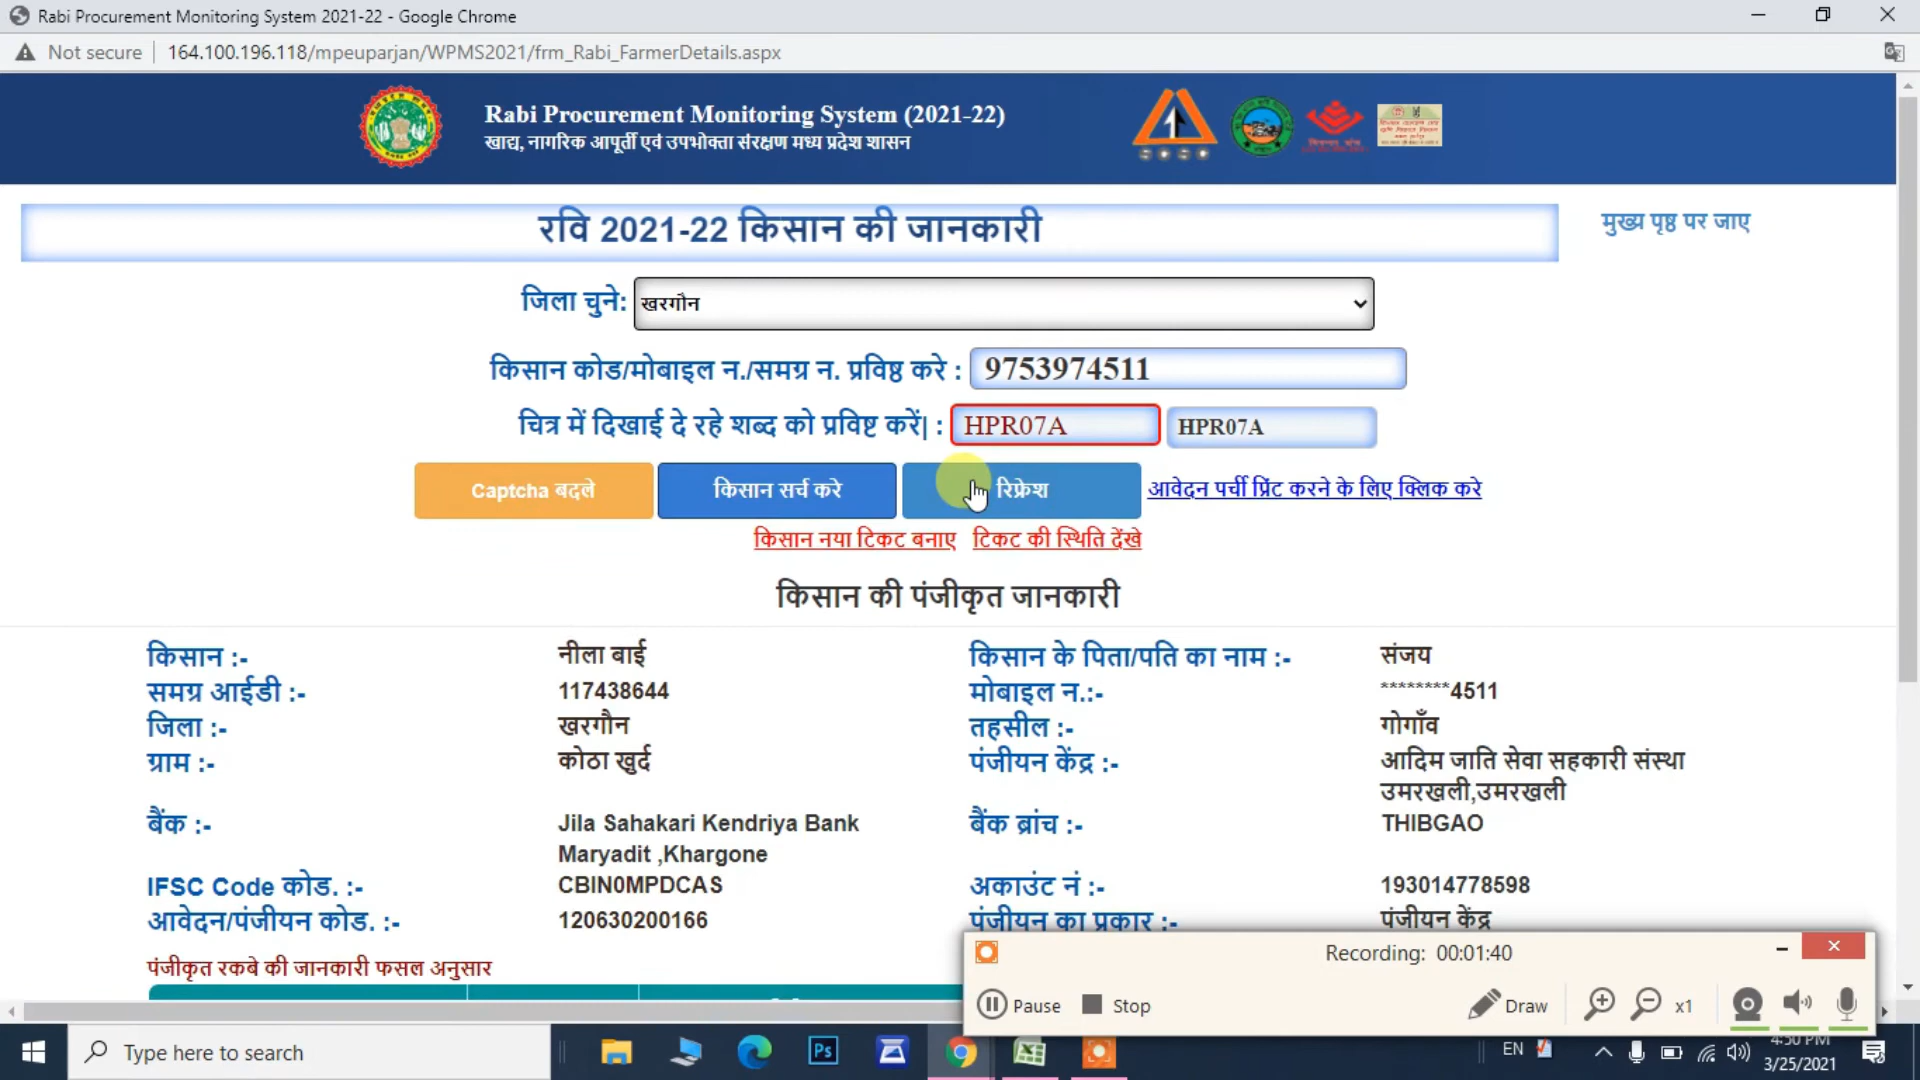 Rabi Procurement Monitoring System 2021-22 - Google Chrome
Not secure 164.100.196.118/mpeuparjan/WPMS2021/frm_Rabi_FarmerDetails.aspx
Rabi Procurement Monitoring System (2021-22)
खाद्य, नागरिक आपूर्ती एवं उपभोक्ता संरक्षण मध्य प्रदेश शासन
रवि 2021-22 किसान की जानकारी
मुख्य पृष्ठ पर जाए
जिला चुने: खरगौन
किसान कोड/मोबाइल न./समग्र न. प्रविष्ठ करे : 9753974511
चित्र में दिखाई दे रहे शब्द को प्रविष्ट करें| : HPR07A HPR07A
Captcha बदले किसान सर्च करे रिफ्रेश आवेदन पर्ची प्रिंट करने के लिए क्लिक करे
किसान नया टिकट बनाए टिकट की स्थिति देंखे
किसान की पंजीकृत जानकारी
किसान :- नीला बाई किसान के पिता/पति का नाम :- संजय
समग्र आईडी :- 117438644 मोबाइल न.:- ********4511
जिला :- खरगौन तहसील :- गोगाँव
ग्राम :- कोठा खुर्द पंजीयन केंद्र :- आदिम जाति सेवा सहकारी संस्था
उमरखली,उमरखली
बैंक :- Jila Sahakari Kendriya Bank बैंक ब्रांच :- THIBGAO
Maryadit ,Khargone
IFSC Code कोड. :- CBIN0MPDCAS अकाउंट नं :- 193014778598
आवेदन/पंजीयन कोड. :- 120630200166 पंजीयन का प्रकार :- पंजीयन केंद्र
पंजीकृत रकबे की जानकारी फसल अनुसार
Recording: 00:01:40
Pause Stop Draw x1
Type here to search
Ps
EN
4:50 PM
3/25/2021